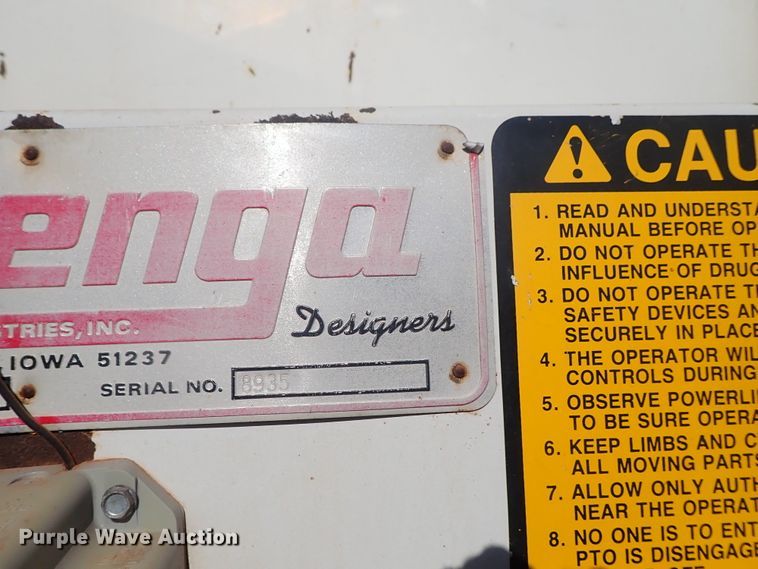 enga
STRIES, INC.
Designers
IOWA 51237
SERIAL NO. 8935
CAU
1. READ AND UNDERSTA
MANUAL BEFORE OP
2. DO NOT OPERATE TH
INFLUENCE OF DRUG
3. DO NOT OPERATE T
SAFETY DEVICES AN
SECURELY IN PLACE
4. THE OPERATOR WIL
CONTROLS DURING
5. OBSERVE POWERLI
TO BE SURE OPERA
6. KEEP LIMBS AND C
ALL MOVING PARTS
7. ALLOW ONLY AUTH
NEAR THE OPERAT
8. NO ONE IS TO ENT
PTO IS DISENGAGE
Purple Wave Auction